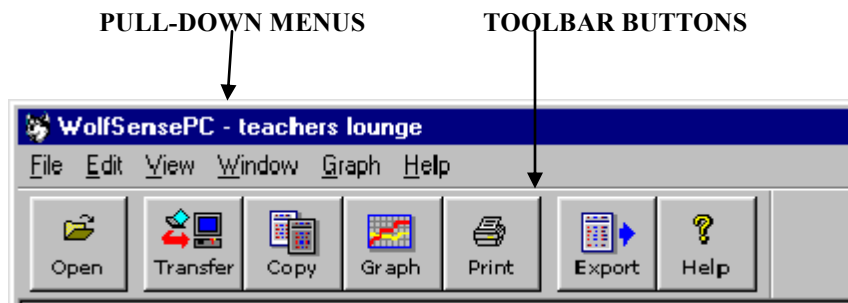 PULL-DOWN MENUS TOOLBAR BUTTONS
WolfSensePC - teachers lounge
File Edit View Window Graph Help
Open Transfer Copy Graph Print Export Help